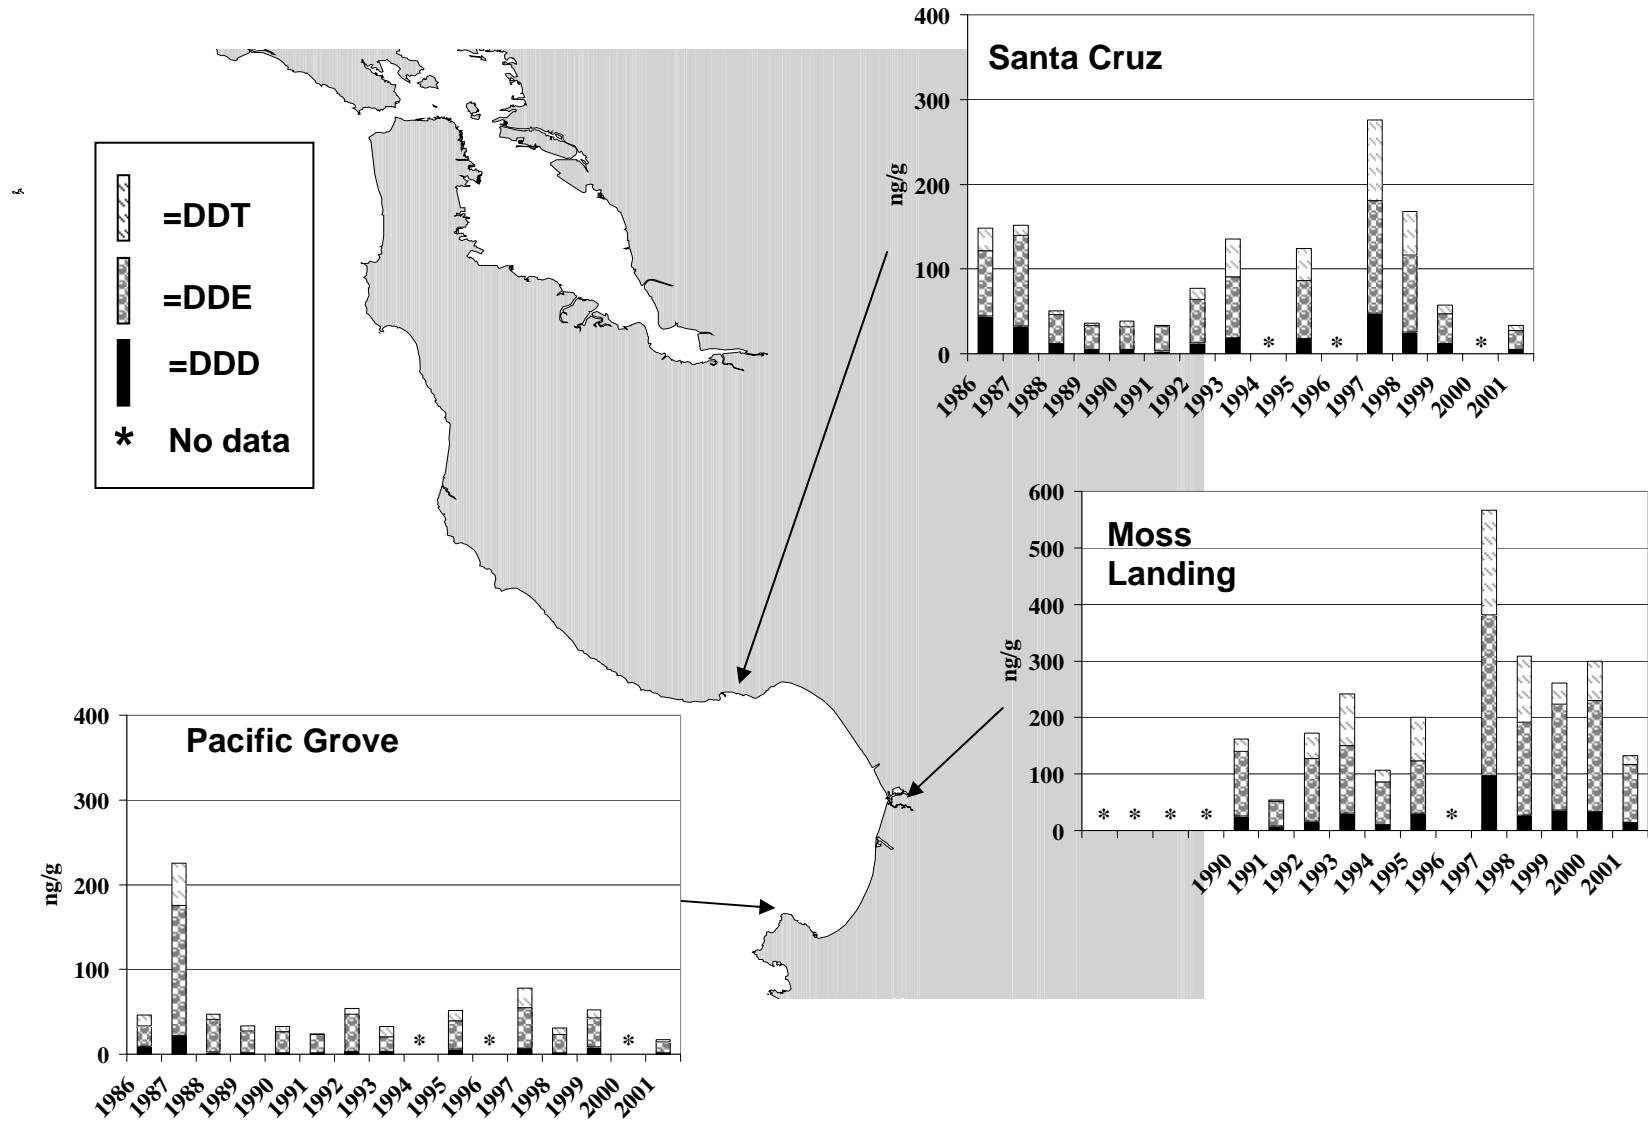 =DDT
=DDE
=DDD
* No data
Santa Cruz
ng/g
400
300
200
100
0
* * *
1986 1987 1988 1989 1990 1991 1992 1993 1994 1995 1996 1997 1998 1999 2000 2001
Moss
Landing
ng/g
600
500
400
300
200
100
0
* * * * *
1990 1991 1992 1993 1994 1995 1996 1997 1998 1999 2000 2001
Pacific Grove
ng/g
400
300
200
100
0
* * *
1986 1987 1988 1989 1990 1991 1992 1993 1994 1995 1996 1997 1998 1999 2000 2001